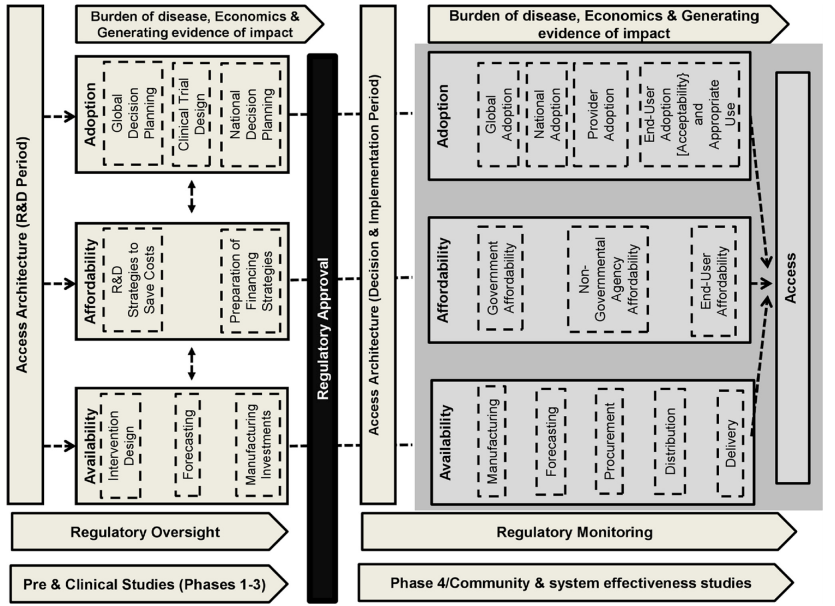 Burden of disease, Economics &
Generating evidence of impact
Burden of disease, Economics & Generating
evidence of impact
Access Architecture (R&D Period)
Adoption
Global
Decision
Planning
Clinical Trial
Design
National
Decision
Planning
Affordability
R&D
Strategies to
Save Costs
Preparation of
Financing
Strategies
Availability
Intervention
Design
Forecasting
Manufacturing
Investments
Regulatory Approval
Access Architecture (Decision & Implementation Period)
Adoption
Global
Adoption
National
Adoption
Provider
Adoption
End-User
Adoption
[Acceptability}
and
Appropriate
Use
Affordability
Government
Affordability
Non-
Governmental
Agency
Affordability
End-User
Affordability
Availability
Manufacturing
Forecasting
Procurement
Distribution
Delivery
Access
Regulatory Oversight
Regulatory Monitoring
Pre & Clinical Studies (Phases 1-3)
Phase 4/Community & system effectiveness studies